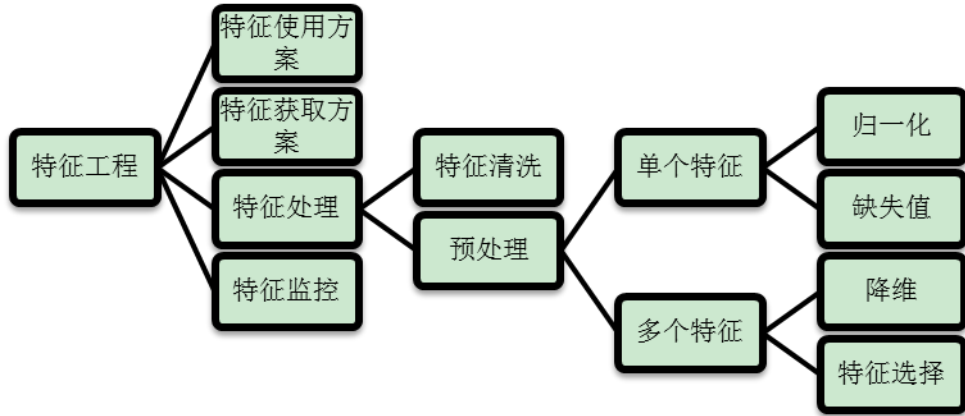 特征使用方
案
特征获取方
案
特征工程
特征处理
特征监控
特征清洗
预处理
单个特征
多个特征
归一化
缺失值
降维
特征选择